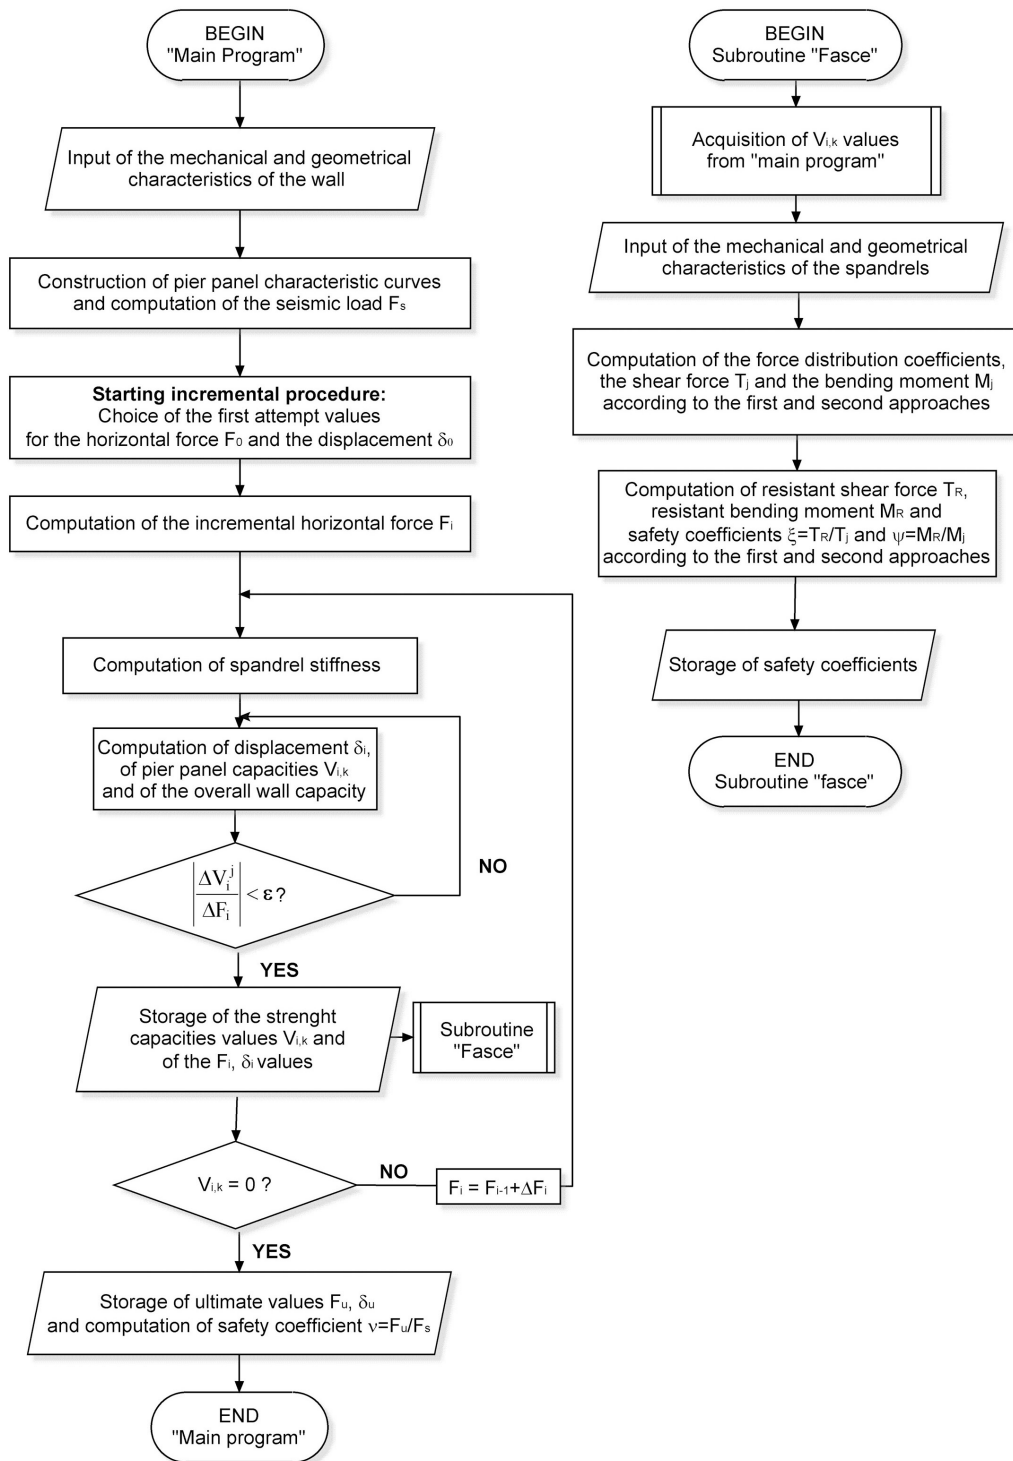 BEGIN
"Main Program"
Input of the mechanical and geometrical
characteristics of the wall
Construction of pier panel characteristic curves
and computation of the seismic load Fs
Starting incremental procedure:
Choice of the first attempt values
for the horizontal force F0 and the displacement δ0
Computation of the incremental horizontal force Fi
Computation of spandrel stiffness
Computation of displacement δi,
of pier panel capacities Vi,k
and of the overall wall capacity
|ΔVi^j / ΔFi| < ε ?
NO
YES
Storage of the strenght
capacities values Vi,k and
of the Fi, δi values
Subroutine
"Fasce"
Vi,k = 0 ?
NO
Fi = Fi-1+ΔFi
YES
Storage of ultimate values Fu, δu
and computation of safety coefficient ν=Fu/Fs
END
"Main program"
BEGIN
Subroutine "Fasce"
Acquisition of Vi,k values
from "main program"
Input of the mechanical and geometrical
characteristics of the spandrels
Computation of the force distribution coefficients,
the shear force Tj and the bending moment Mj
according to the first and second approaches
Computation of resistant shear force TR,
resistant bending moment MR and
safety coefficients ξ=TR/Tj and ψ=MR/Mj
according to the first and second approaches
Storage of safety coefficients
END
Subroutine "fasce"